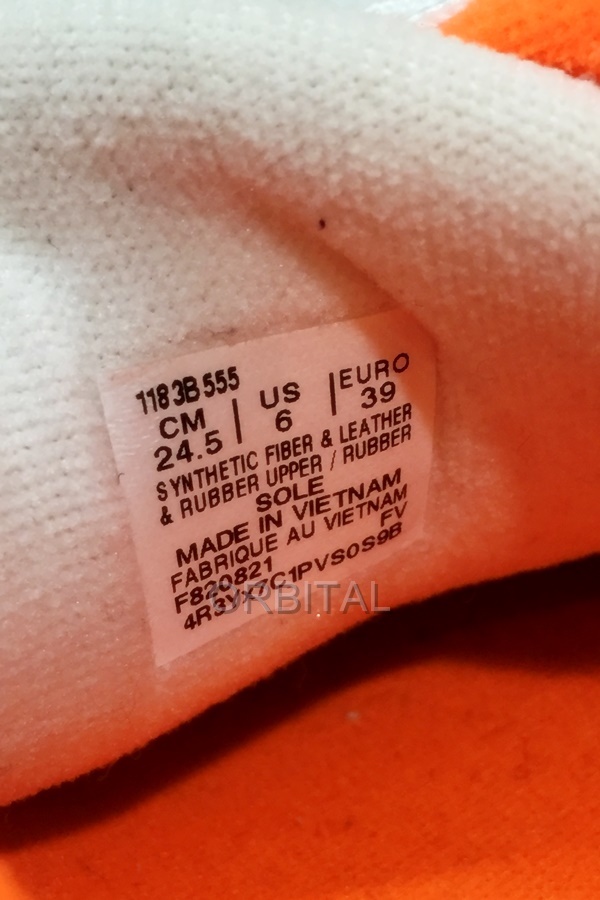 1183B555
CM | US | EURO
24.5 | 6 | 39
SYNTHETIC FIBER & LEATHER
& RUBBER UPPER / RUBBER
SOLE
MADE IN VIETNAM
FABRIQUE AU VIETNAM
F820821 FV
ORBITAL